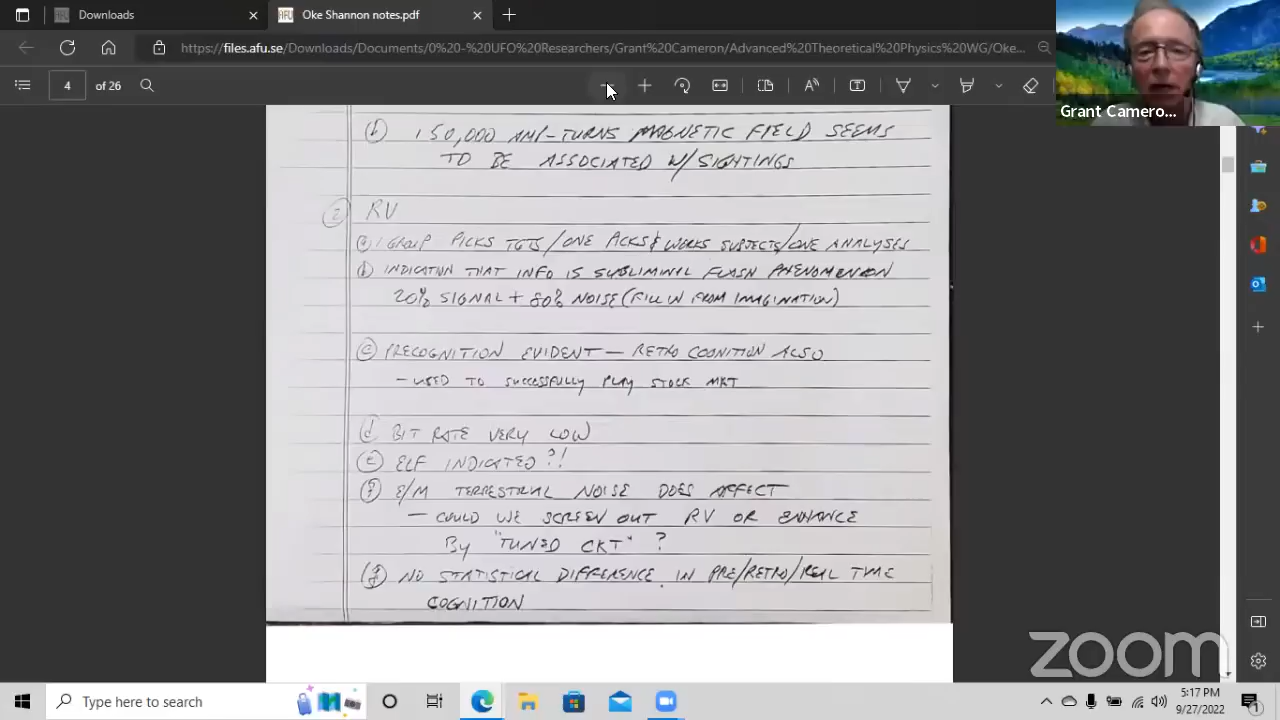 AFU Downloads
AFU Oke Shannon notes.pdf
https://files.afu.se/Downloads/Documents/0%20-%20UFO%20Researchers/Grant%20Cameron/Advanced%20Theoretical%20Physics%20WG/Oke...
4 of 26
Grant Camero...
b 150,000 AMP-TURNS MAGNETIC FIELD SEEMS
TO BE ASSOCIATED W/SIGHTINGS
2 RV
a 1 GROUP PICKS TGTS/ONE PICKS & WORKS SUBJECTS/ONE ANALYSES
b INDICATION THAT INFO IS SUBLIMINAL FLASH PHENOMENON
20% SIGNAL + 80% NOISE (FILL IN FROM IMAGINATION)
c PRECOGNITION EVIDENT — RETRO COGNITION ALSO
- USED TO SUCCESSFULLY PLAY STOCK MKT
d BIT RATE VERY LOW
e ELF INDICATED?!
f E/M TERRESTRIAL NOISE DOES AFFECT
— COULD WE SCREEN OUT RV OR ENHANCE
BY "TUNED CKT" ?
g NO STATISTICAL DIFFERENCE IN PRE/RETRO/REAL TIME
COGNITION
zoom
Type here to search
5:17 PM
9/27/2022
1